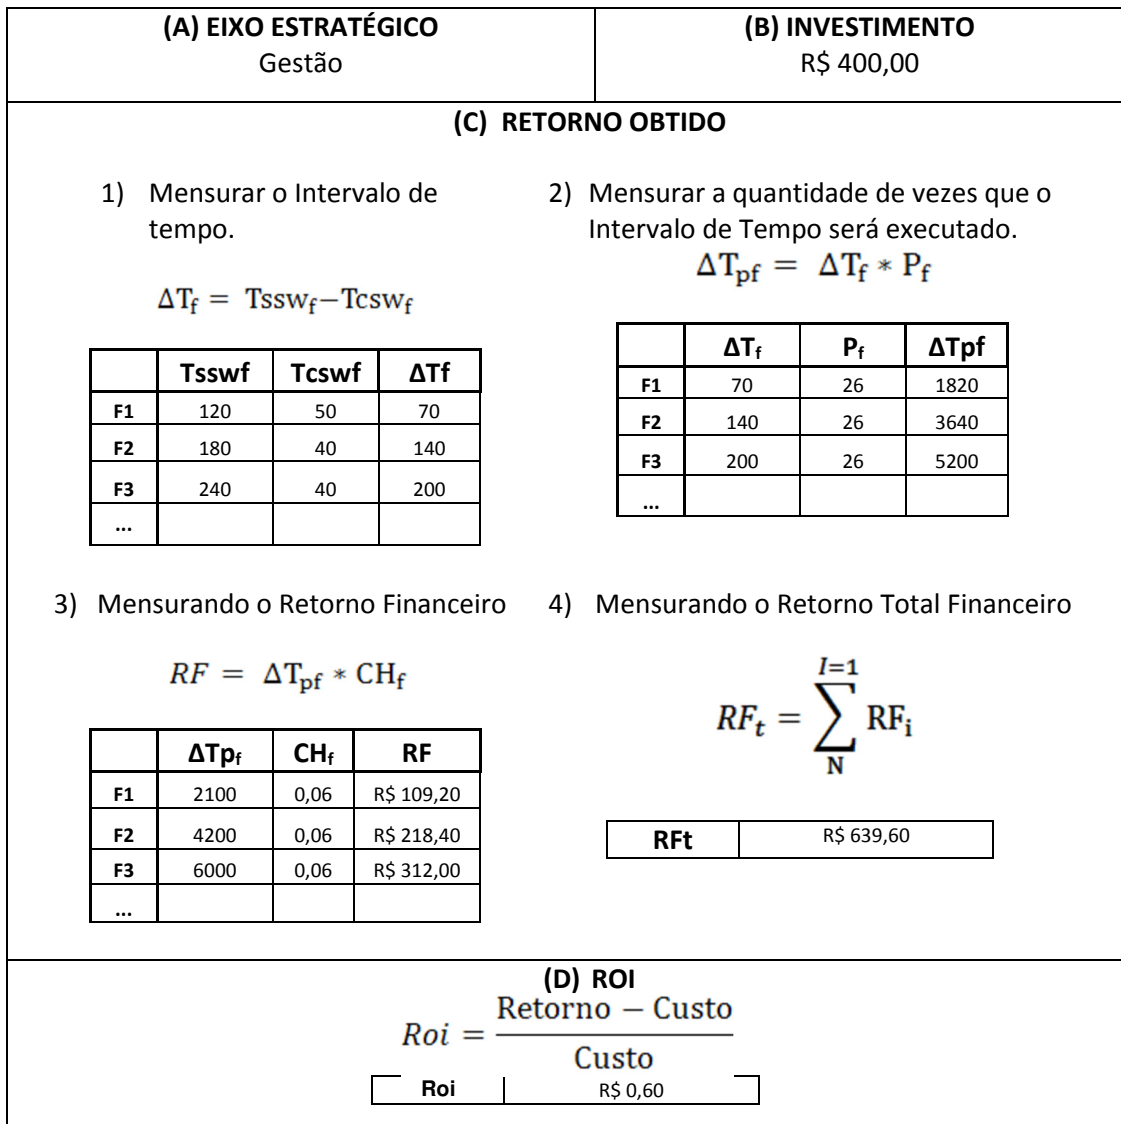 (A) EIXO ESTRATÉGICO
Gestão
(B) INVESTIMENTO
R$ 400,00
(C) RETORNO OBTIDO
1) Mensurar o Intervalo de
tempo.
ΔTf = Tsswf−Tcswf
Tsswf Tcswf ΔTf
F1 120 50 70
F2 180 40 140
F3 240 40 200
...
2) Mensurar a quantidade de vezes que o
Intervalo de Tempo será executado.
ΔTpf = ΔTf * Pf
ΔTf Pf ΔTpf
F1 70 26 1820
F2 140 26 3640
F3 200 26 5200
...
3) Mensurando o Retorno Financeiro
RF = ΔTpf * CHf
ΔTpf CHf RF
F1 2100 0,06 R$ 109,20
F2 4200 0,06 R$ 218,40
F3 6000 0,06 R$ 312,00
...
4) Mensurando o Retorno Total Financeiro
I=1
RFt = ∑ RFi
N
RFt R$ 639,60
(D) ROI
Retorno − Custo
Roi =
Custo
Roi R$ 0,60